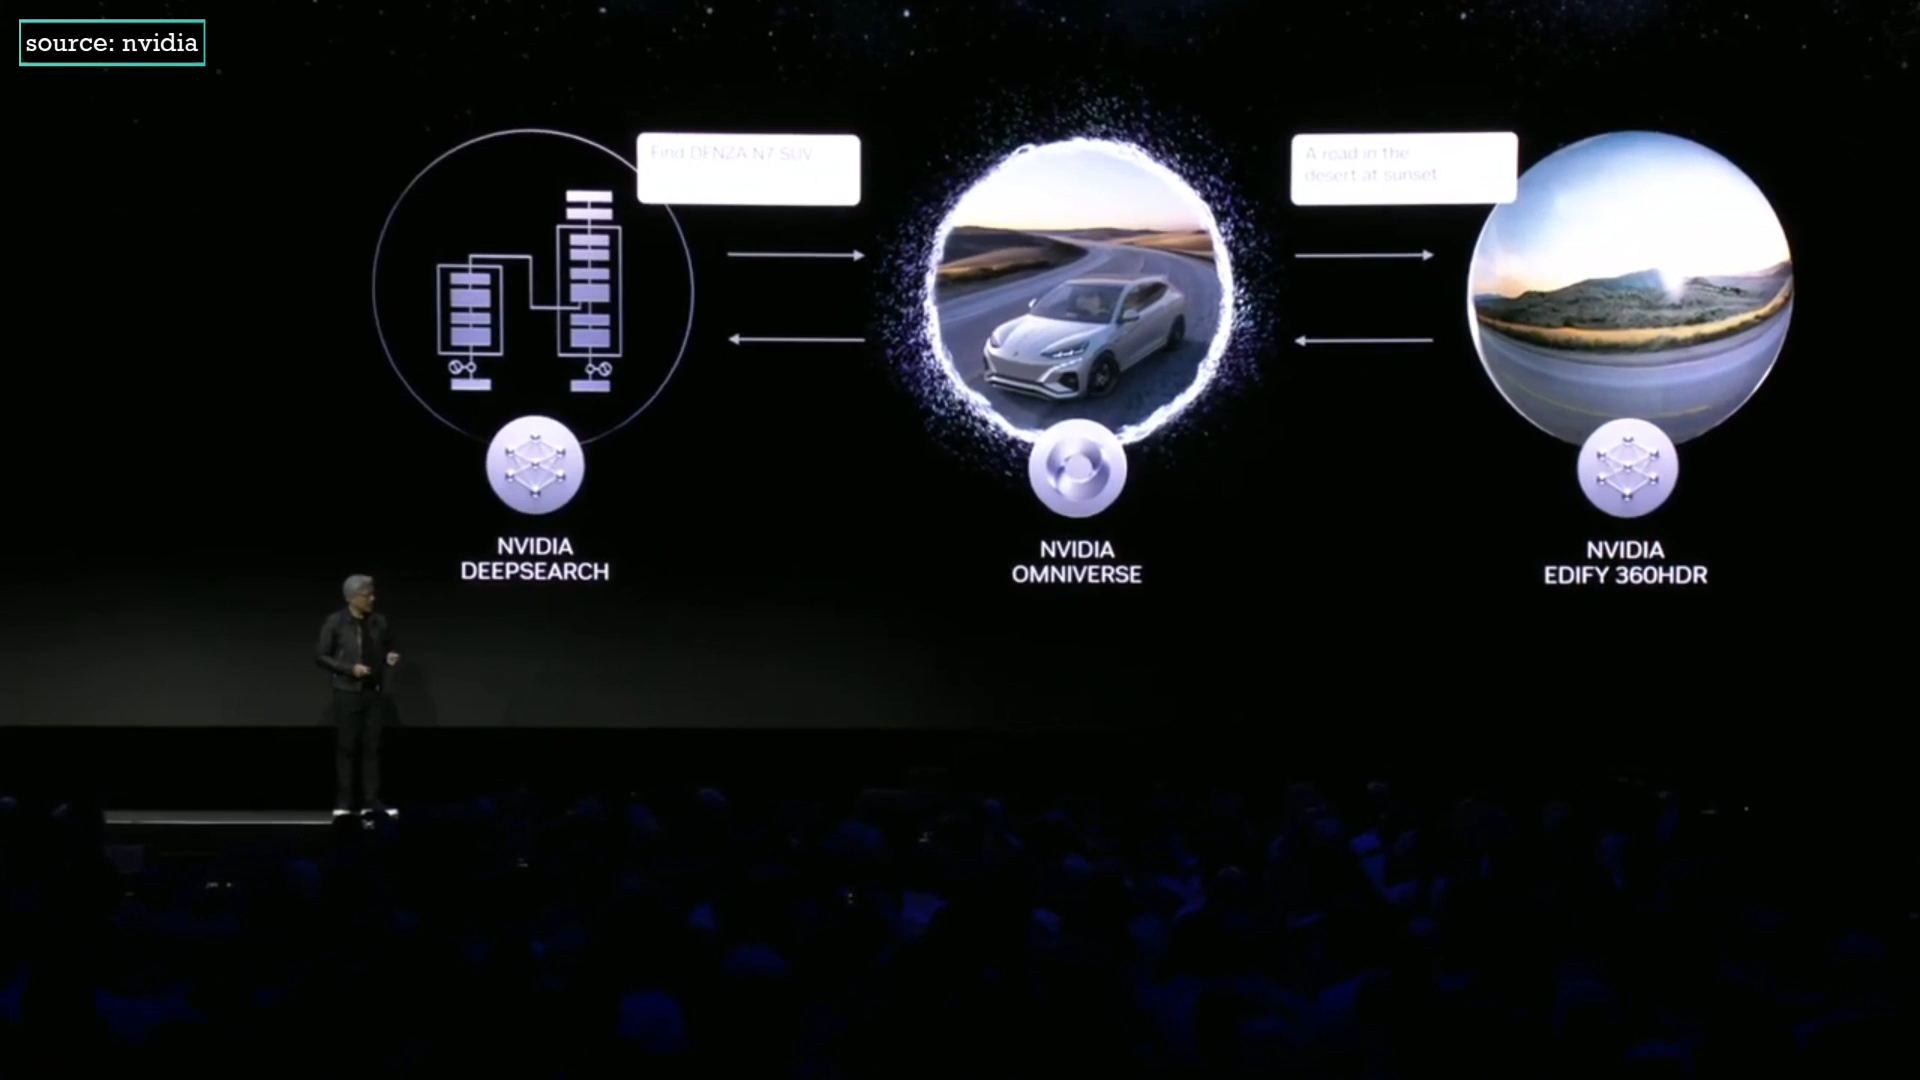 source: nvidia
Find DENZA N7 SUV
A road in the
desert at sunset
NVIDIA
DEEPSEARCH
NVIDIA
OMNIVERSE
NVIDIA
EDIFY 360HDR